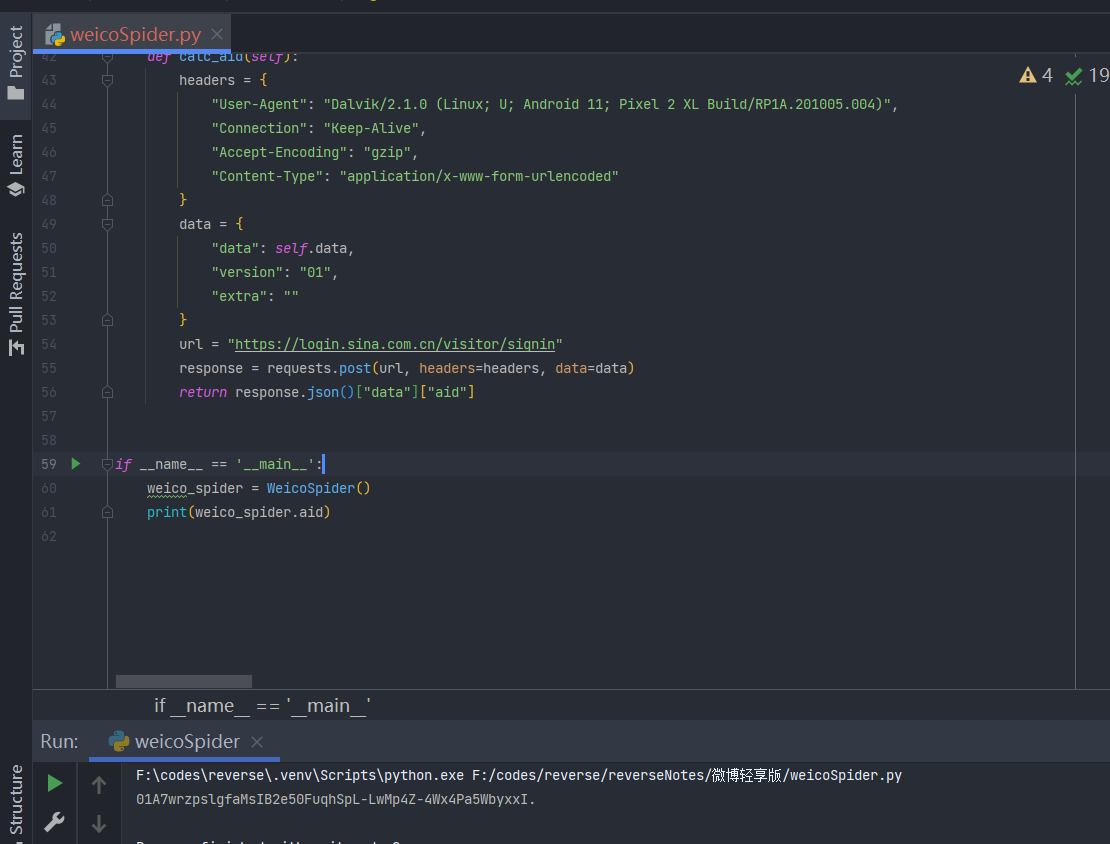 Project
Learn
Pull Requests
Structure
weicoSpider.py
4 19
42 def calc_aid(self):
43 headers = {
44 "User-Agent": "Dalvik/2.1.0 (Linux; U; Android 11; Pixel 2 XL Build/RP1A.201005.004)",
45 "Connection": "Keep-Alive",
46 "Accept-Encoding": "gzip",
47 "Content-Type": "application/x-www-form-urlencoded"
48 }
49 data = {
50 "data": self.data,
51 "version": "01",
52 "extra": ""
53 }
54 url = "https://login.sina.com.cn/visitor/signin"
55 response = requests.post(url, headers=headers, data=data)
56 return response.json()["data"]["aid"]
57
58
59 if __name__ == '__main__':
60 weico_spider = WeicoSpider()
61 print(weico_spider.aid)
62
if __name__ == '__main__'
Run: weicoSpider
F:\codes\reverse\.venv\Scripts\python.exe F:/codes/reverse/reverseNotes/微博轻享版/weicoSpider.py
01A7wrzpslgfaMsIB2e50FuqhSpL-LwMp4Z-4Wx4Pa5WbyxxI.